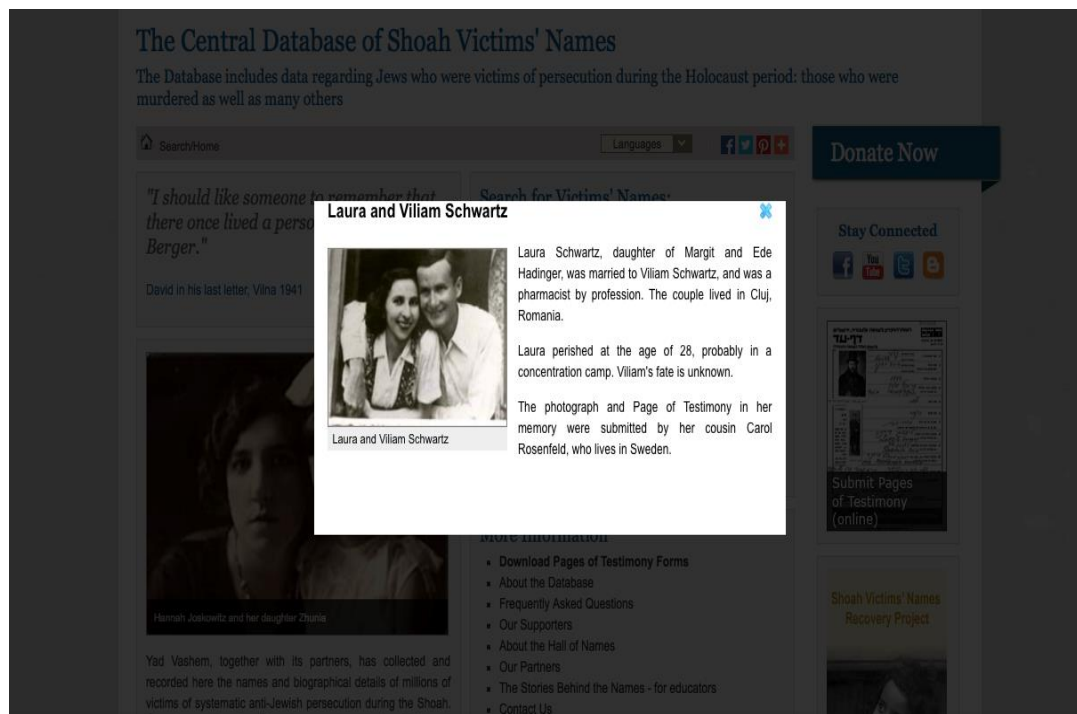 The Central Database of Shoah Victims' Names
The Database includes data regarding Jews who were victims of persecution during the Holocaust period: those who were
murdered as well as many others
Search/Home
Languages
Donate Now
"I should like someone to remember that
there once lived a perso
Berger."
David in his last letter, Vilna 1941
Search for Victims' Names:
Laura and Viliam Schwartz
Laura Schwartz, daughter of Margit and Ede
Hadinger, was married to Viliam Schwartz, and was a
pharmacist by profession. The couple lived in Cluj,
Romania.
Laura perished at the age of 28, probably in a
concentration camp. Viliam's fate is unknown.
The photograph and Page of Testimony in her
memory were submitted by her cousin Carol
Rosenfeld, who lives in Sweden.
Laura and Viliam Schwartz
Hannah Joskowitz and her daughter Zhunia
Yad Vashem, together with its partners, has collected and
recorded here the names and biographical details of millions of
victims of systematic anti-Jewish persecution during the Shoah.
More Information
Download Pages of Testimony Forms
About the Database
Frequently Asked Questions
Our Supporters
About the Hall of Names
Our Partners
The Stories Behind the Names - for educators
Contact Us
Stay Connected
You
Tube
דף-עד
Submit Pages
of Testimony
(online)
Shoah Victims' Names
Recovery Project